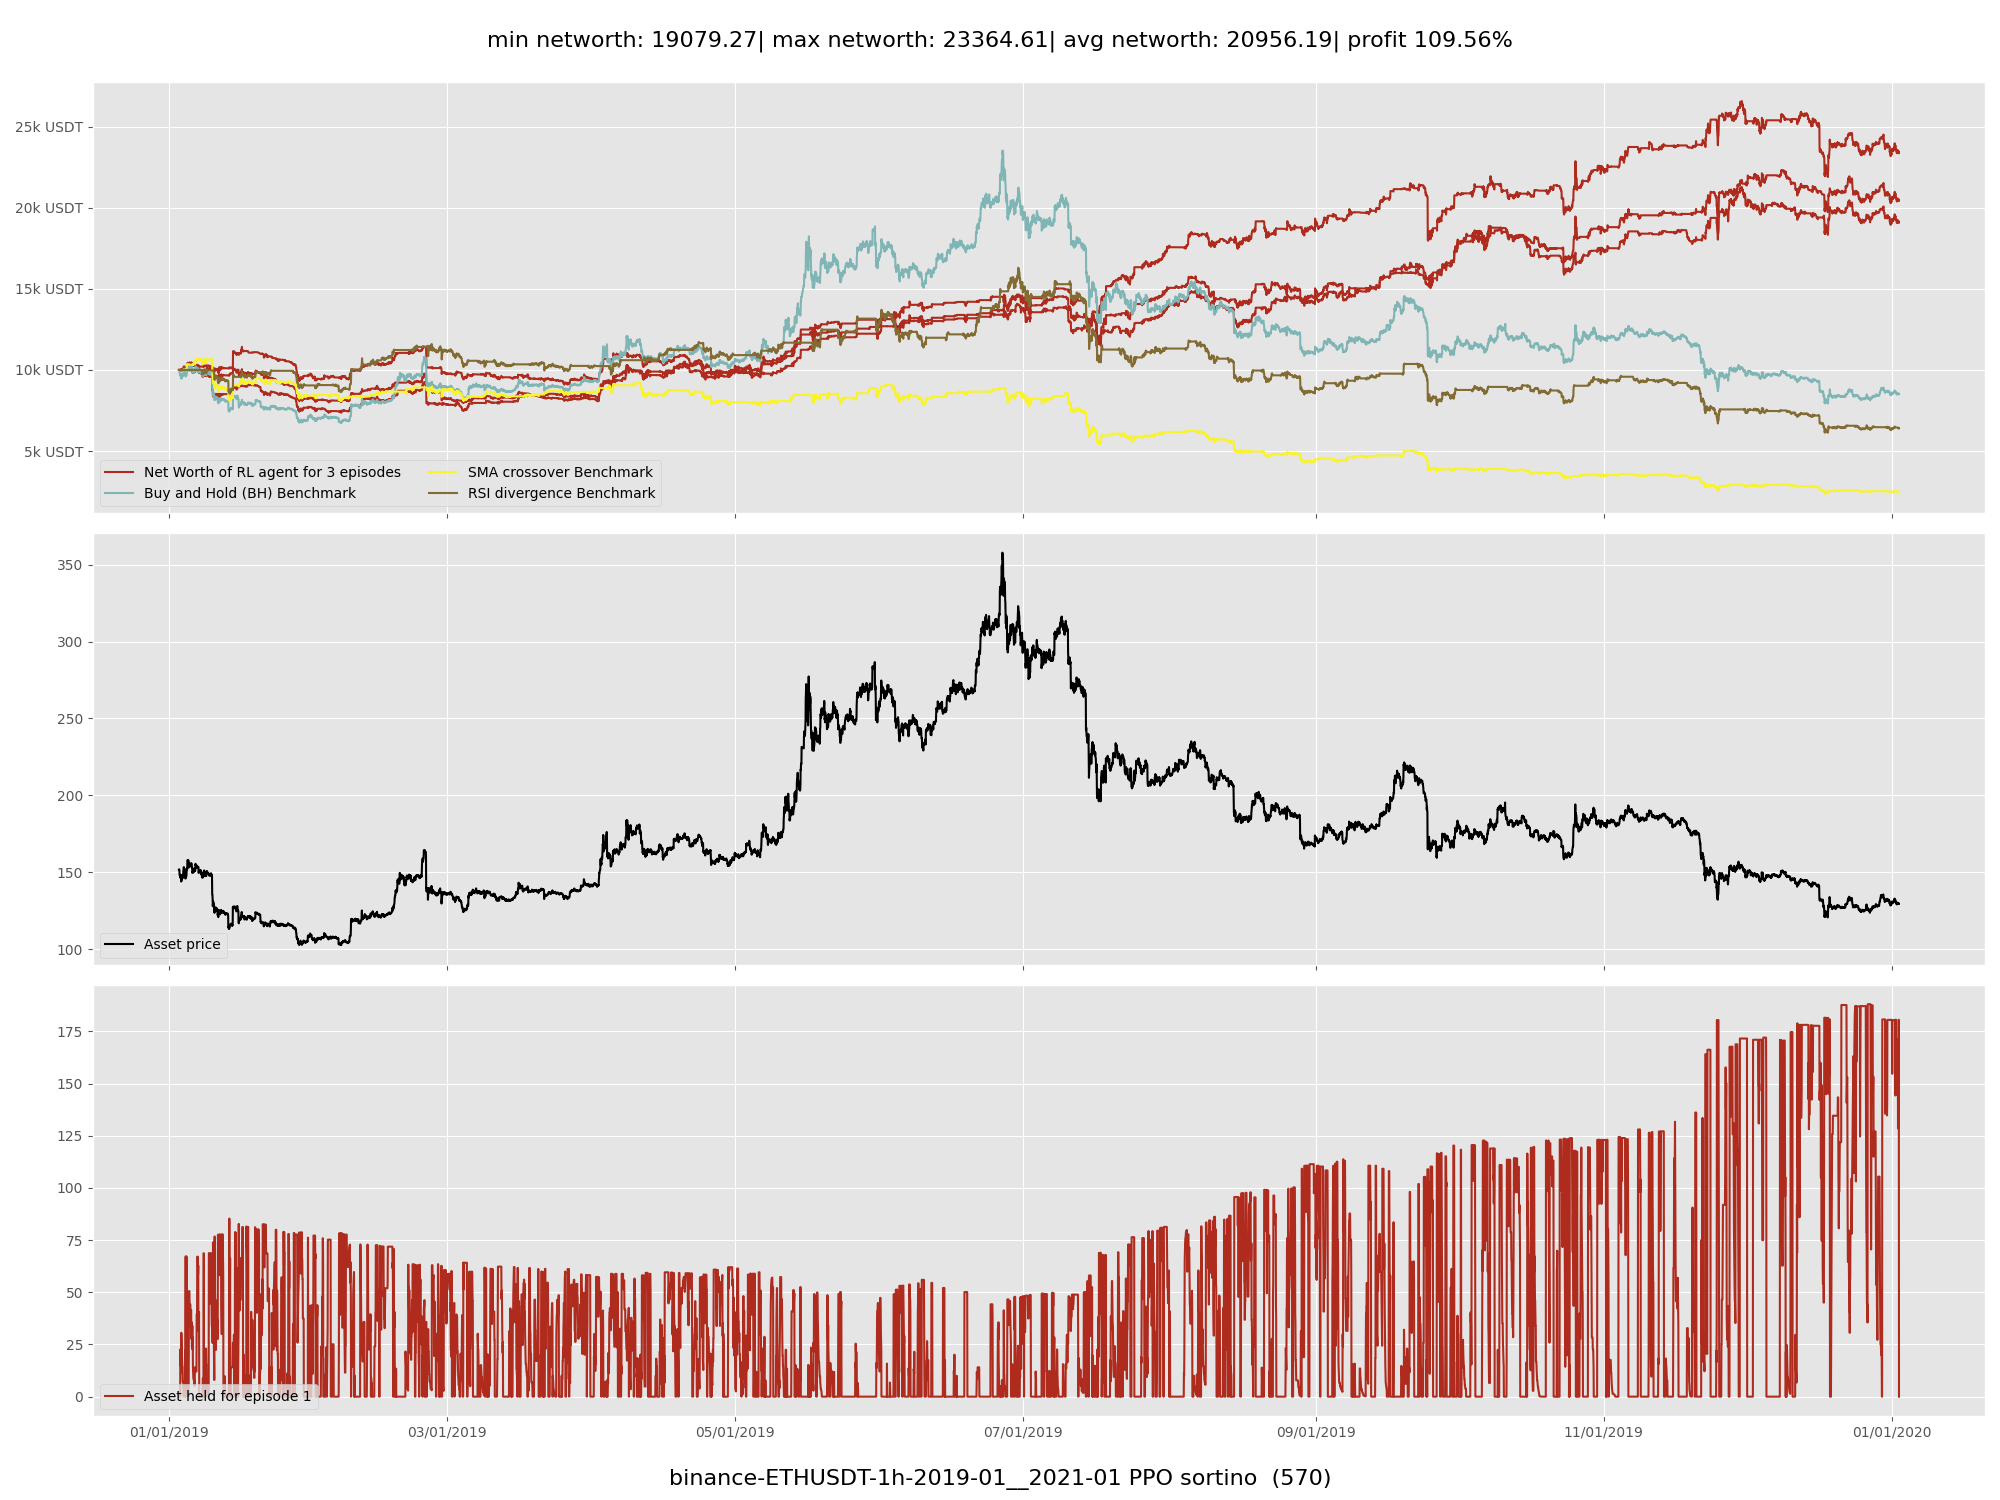 min networth: 19079.27| max networth: 23364.61| avg networth: 20956.19| profit 109.56%
25k USDT
20k USDT
15k USDT
10k USDT
5k USDT
Net Worth of RL agent for 3 episodes
Buy and Hold (BH) Benchmark
SMA crossover Benchmark
RSI divergence Benchmark
350
300
250
200
150
100
Asset price
175
150
125
100
75
50
25
0
Asset held for episode 1
01/01/2019 03/01/2019 05/01/2019 07/01/2019 09/01/2019 11/01/2019 01/01/2020
binance-ETHUSDT-1h-2019-01__2021-01 PPO sortino (570)